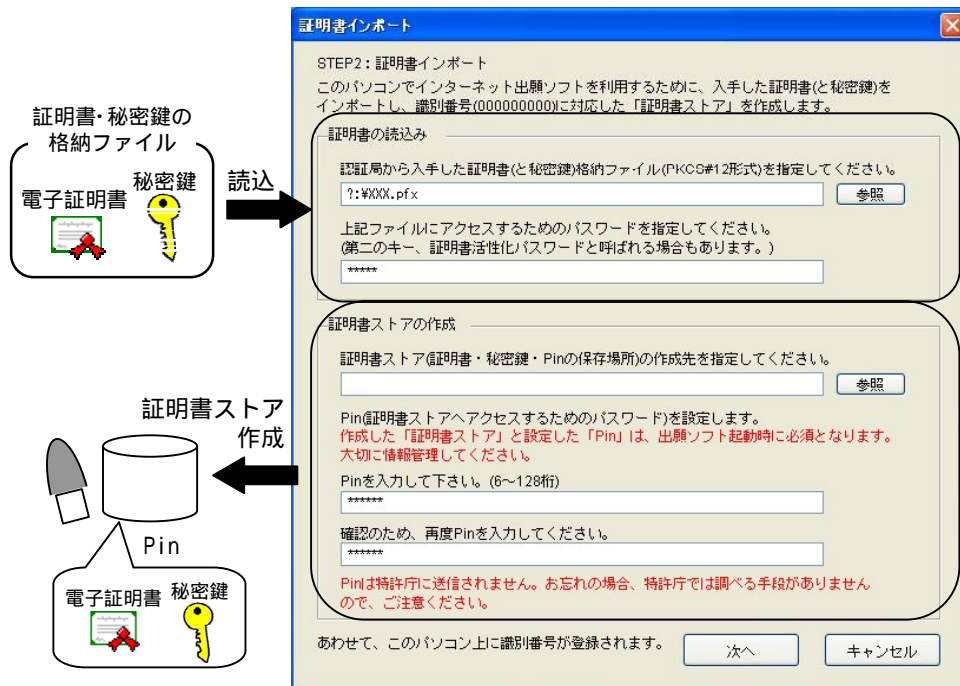 証明書インポート
STEP2：証明書インポート
このパソコンでインターネット出願ソフトを利用するために、入手した証明書(と秘密鍵)を
インポートし、識別番号(000000000)に対応した「証明書ストア」を作成します。
証明書・秘密鍵の
格納ファイル
電子証明書
秘密鍵
読込
証明書の読込み
認証局から入手した証明書(と秘密鍵)格納ファイル(PKCS#12形式)を指定してください。
?:¥XXX.pfx
参照
上記ファイルにアクセスするためのパスワードを指定してください。
(第二のキー、証明書活性化パスワードと呼ばれる場合もあります。)
*****
証明書ストアの作成
証明書ストア(証明書・秘密鍵・Pinの保存場所)の作成先を指定してください。
参照
Pin(証明書ストアへアクセスするためのパスワード)を設定します。
作成した「証明書ストア」と設定した「Pin」は、出願ソフト起動時に必須となります。
大切に情報管理してください。
Pinを入力して下さい。(6～128桁)
******
確認のため、再度Pinを入力してください。
******
Pinは特許庁に送信されません。お忘れの場合、特許庁では調べる手段がありません
ので、ご注意ください。
証明書ストア
作成
Pin
電子証明書
秘密鍵
あわせて、このパソコン上に識別番号が登録されます。
次へ
キャンセル